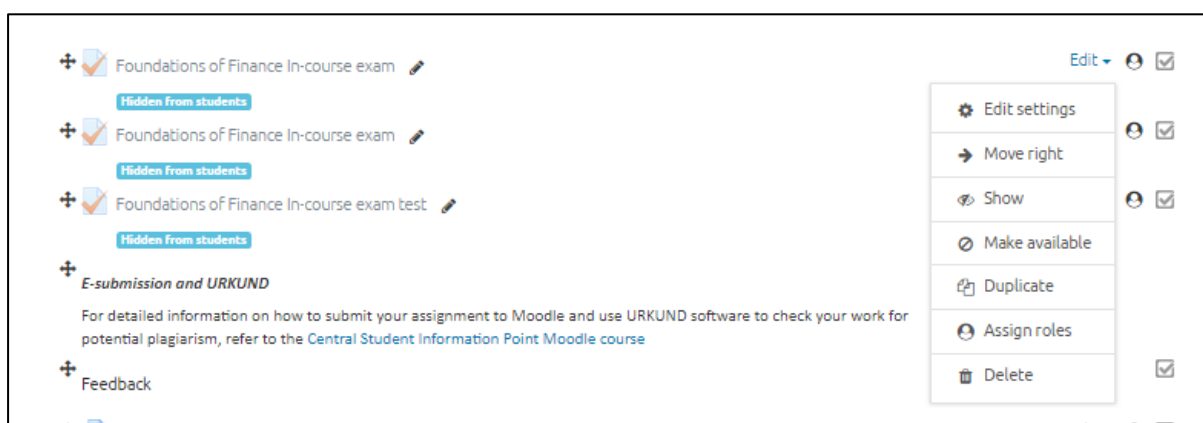 Foundations of Finance In-course exam
Edit
Hidden from students
Edit settings
Foundations of Finance In-course exam
Move right
Hidden from students
Foundations of Finance In-course exam test
Show
Hidden from students
Make available
E-submission and URKUND
Duplicate
For detailed information on how to submit your assignment to Moodle and use URKUND software to check your work for
potential plagiarism, refer to the Central Student Information Point Moodle course
Assign roles
Feedback
Delete